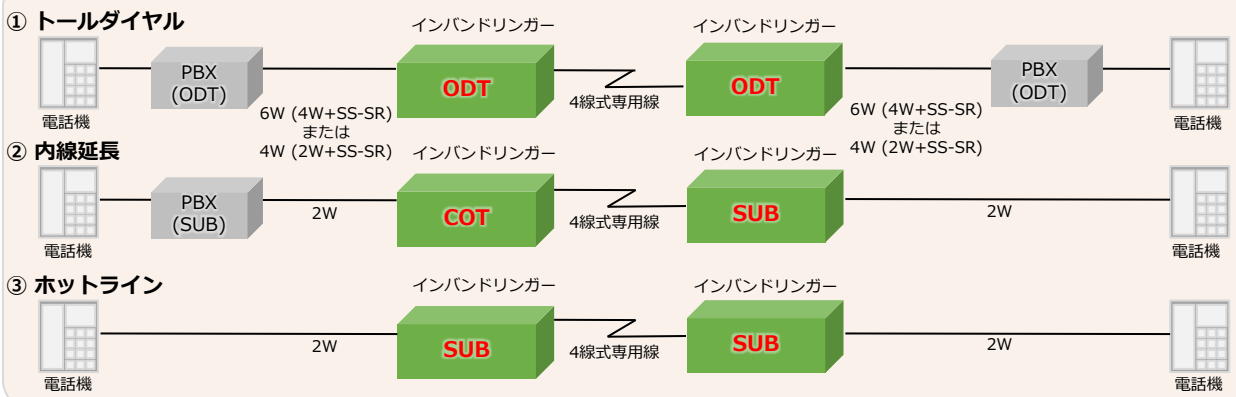 ① トールダイヤル
インバンドリンガー
インバンドリンガー
電話機
PBX
(ODT)
6W (4W+SS-SR)
または
4W (2W+SS-SR)
ODT
4線式専用線
ODT
6W (4W+SS-SR)
または
4W (2W+SS-SR)
PBX
(ODT)
電話機
② 内線延長
インバンドリンガー
インバンドリンガー
電話機
PBX
(SUB)
2W
COT
4線式専用線
SUB
2W
電話機
③ ホットライン
インバンドリンガー
インバンドリンガー
電話機
2W
SUB
4線式専用線
SUB
2W
電話機